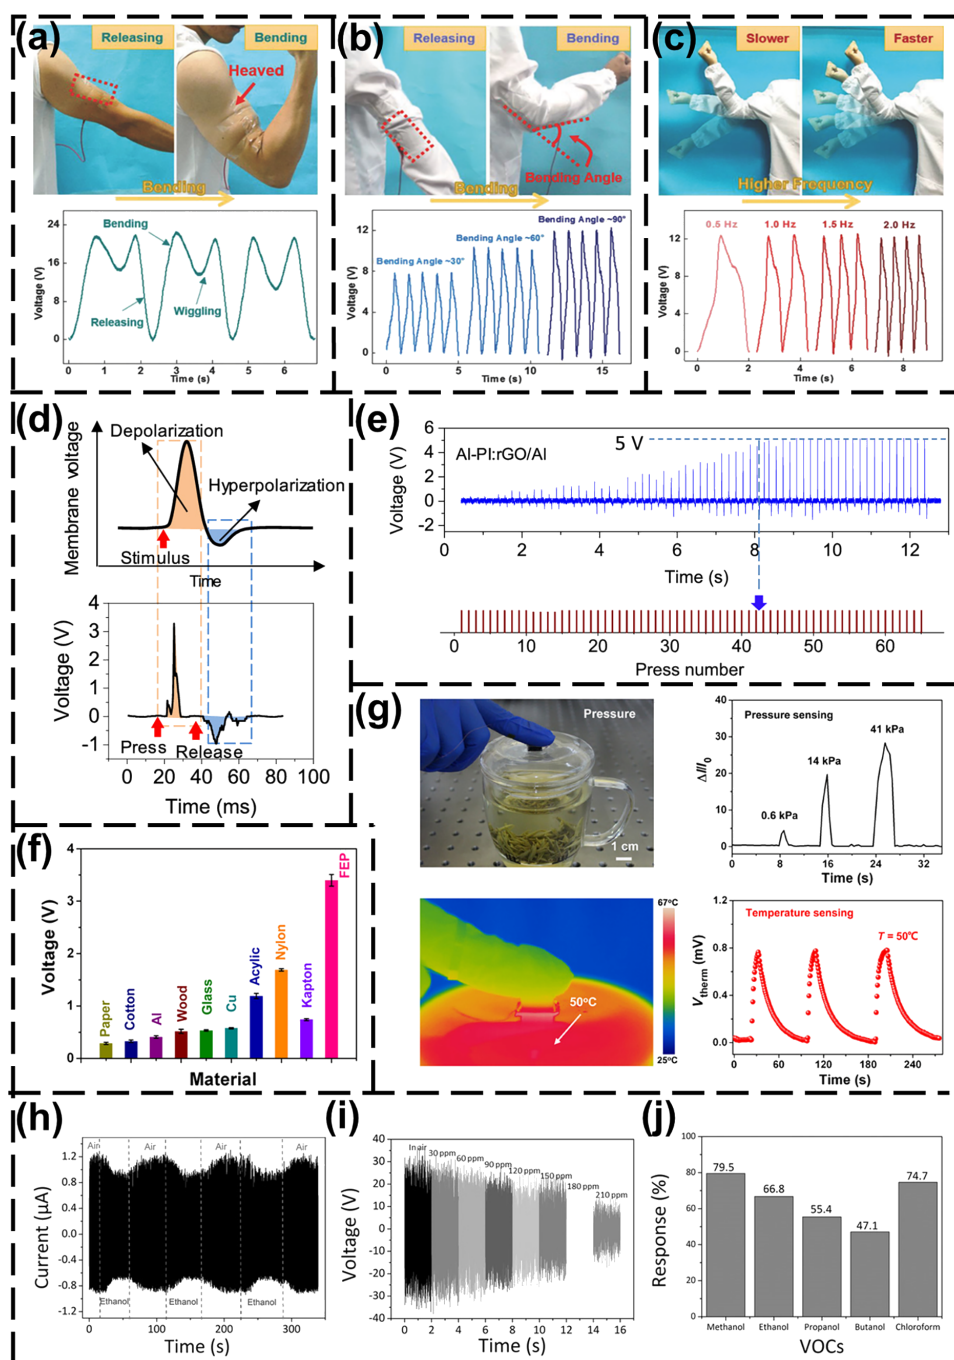 (a)
Releasing
Bending
Heaved
Bending
Voltage (V)
24
16
8
0
Bending
Releasing
Wiggling
0 1 2 3 4 5 6
Time (s)
(b)
Releasing
Bending
Bending Angle
Bending
Voltage (V)
12
8
4
0
Bending Angle ~30°
Bending Angle ~60°
Bending Angle ~90°
0 5 10 15
Time (s)
(c)
Slower
Faster
Higher Frequency
Voltage (V)
12
8
4
0
0.5 Hz
1.0 Hz
1.5 Hz
2.0 Hz
0 2 4 6 8
Time (s)
(d)
Membrane voltage
Depolarization
Hyperpolarization
Stimulus
Time
Voltage (V)
4
3
2
1
0
-1
Press
Release
0 20 40 60 80 100
Time (ms)
(e)
Voltage (V)
6
4
2
0
-2
Al-PI:rGO/Al
5 V
0 2 4 6 8 10 12
Time (s)
0 10 20 30 40 50 60
Press number
(f)
Voltage (V)
4
3
2
1
0
Paper
Cotton
Al
Wood
Glass
Cu
Acylic
Nylon
Kapton
FEP
Material
(g)
Pressure
1 cm
ΔI/I0
40
30
20
10
0
Pressure sensing
0.6 kPa
14 kPa
41 kPa
0 8 16 24 32
Time (s)
50°C
67°C
25°C
Vtherm (mV)
1.2
0.8
0.4
0.0
Temperature sensing
T = 50°C
0 60 120 180 240
Time (s)
(h)
Current (μA)
1.2
0.8
0.4
0.0
-0.4
-0.8
-1.2
Air Air Air Air
Ethanol Ethanol Ethanol
0 100 200 300
Time (s)
(i)
Voltage (V)
40
30
20
10
0
-10
-20
-30
-40
In air
30 ppm
60 ppm
90 ppm
120 ppm
150 ppm
180 ppm
210 ppm
0 2 4 6 8 10 12 14 16
Time (s)
(j)
Response (%)
100
80
60
40
20
0
79.5
66.8
55.4
47.1
74.7
Methanol Ethanol Propanol Butanol Chloroform
VOCs